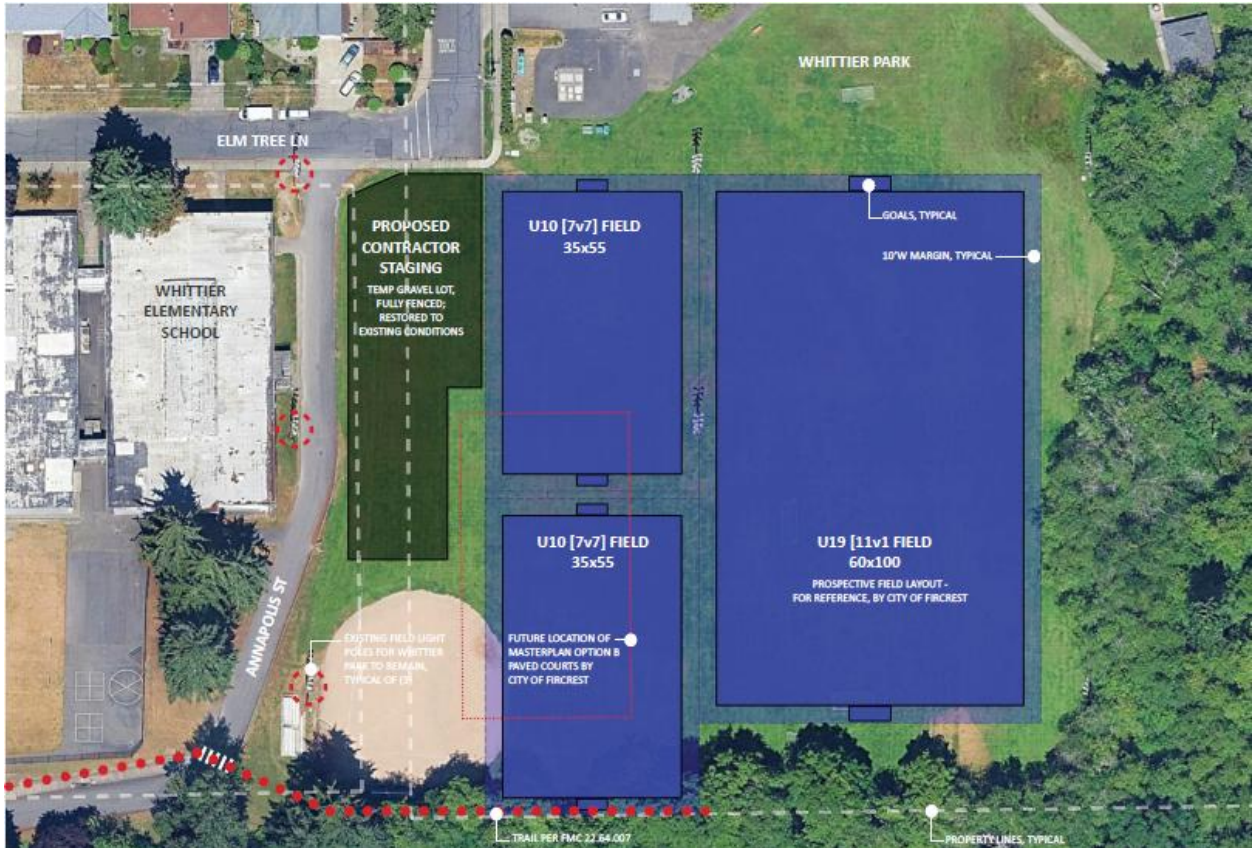 WHITTIER PARK
ELM TREE LN
PROPOSED
CONTRACTOR
STAGING
TEMP GRAVEL LOT,
FULLY FENCED;
RESTORED TO
EXISTING CONDITIONS
WHITTIER
ELEMENTARY
SCHOOL
U10 [7v7] FIELD
35x55
GOALS, TYPICAL
10'W MARGIN, TYPICAL
U10 [7v7] FIELD
35x55
U19 [11v1 FIELD
60x100
PROSPECTIVE FIELD LAYOUT -
FOR REFERENCE, BY CITY OF FIRCREST
ANNAPOLIS ST
EXISTING FIELD LIGHT
POLES FOR WHITTIER
PARK TO REMAIN,
TYPICAL OF
FUTURE LOCATION OF
MASTERPLAN OPTION B
PAVED COURTS BY
CITY OF FIRCREST
TRAIL PER FMC 22.64.007
PROPERTY LINES, TYPICAL